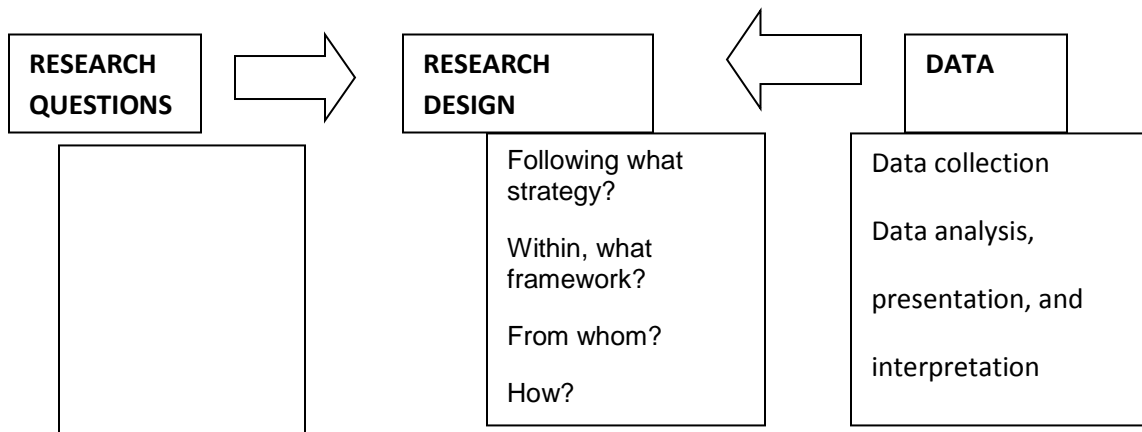 RESEARCH
QUESTIONS
RESEARCH
DESIGN
Following what
strategy?
Within, what
framework?
From whom?
How?
DATA
Data collection
Data analysis,
presentation, and
interpretation